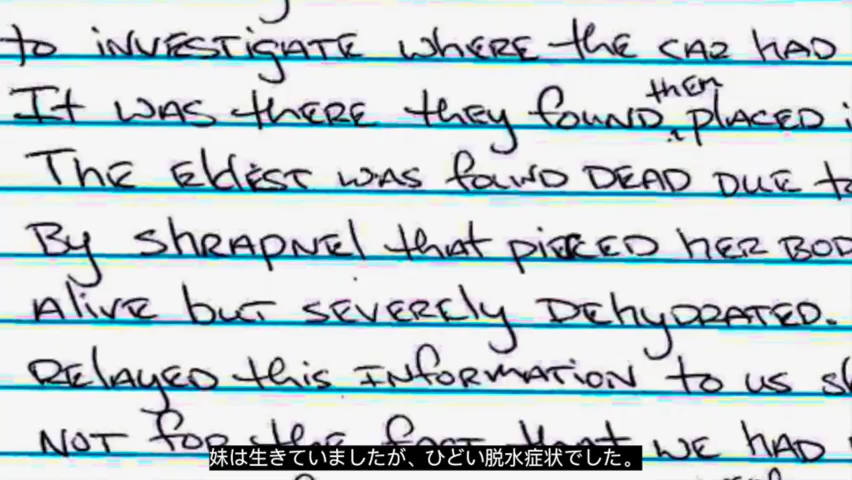 to investigate where the car had
It was there they found them placed
The eldest was found DEAD DUE to
By shrapnel that pierced her BOD
Alive but severely Dehydrated.
Relayed this information to us
NOT for the fact that we had
妹は生きていましたが、ひどい脱水症状でした。